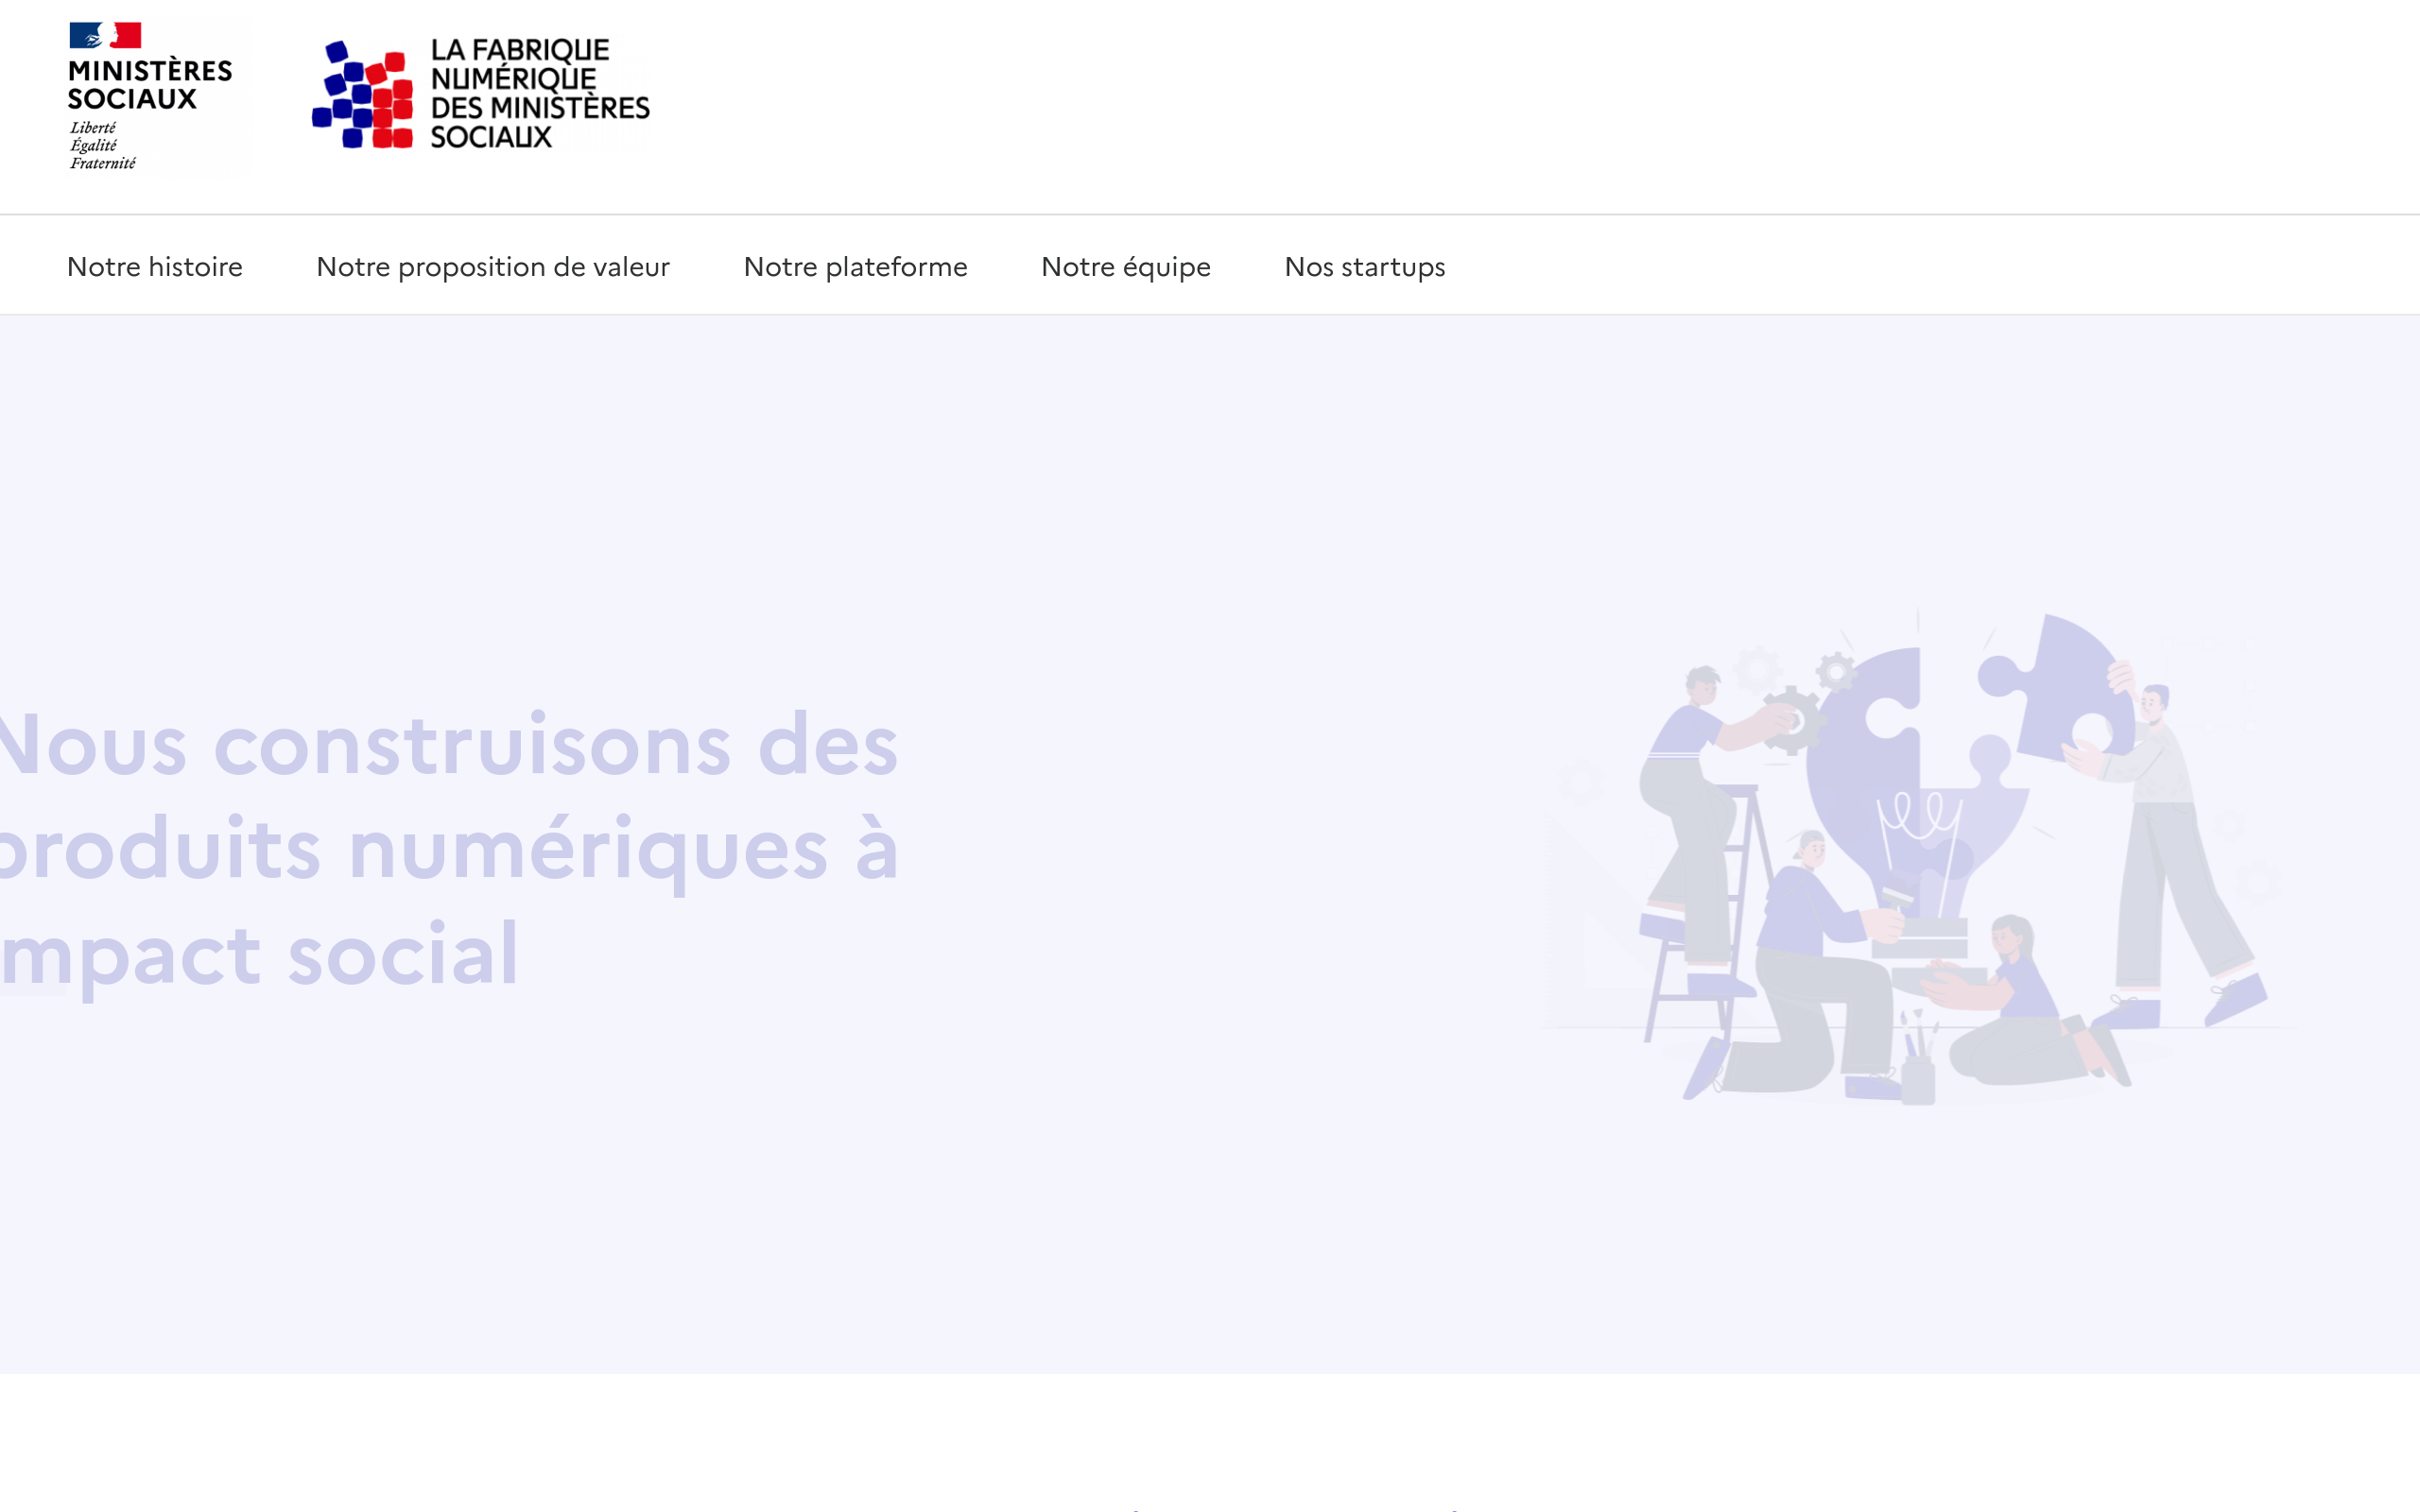 MINISTÈRES
SOCIAUX
Liberté
Égalité
Fraternité
LA FABRIQUE
NUMÉRIQUE
DES MINISTÈRES
SOCIAUX
Notre histoire
Notre proposition de valeur
Notre plateforme
Notre équipe
Nos startups
Nous construisons des
produits numériques à
impact social